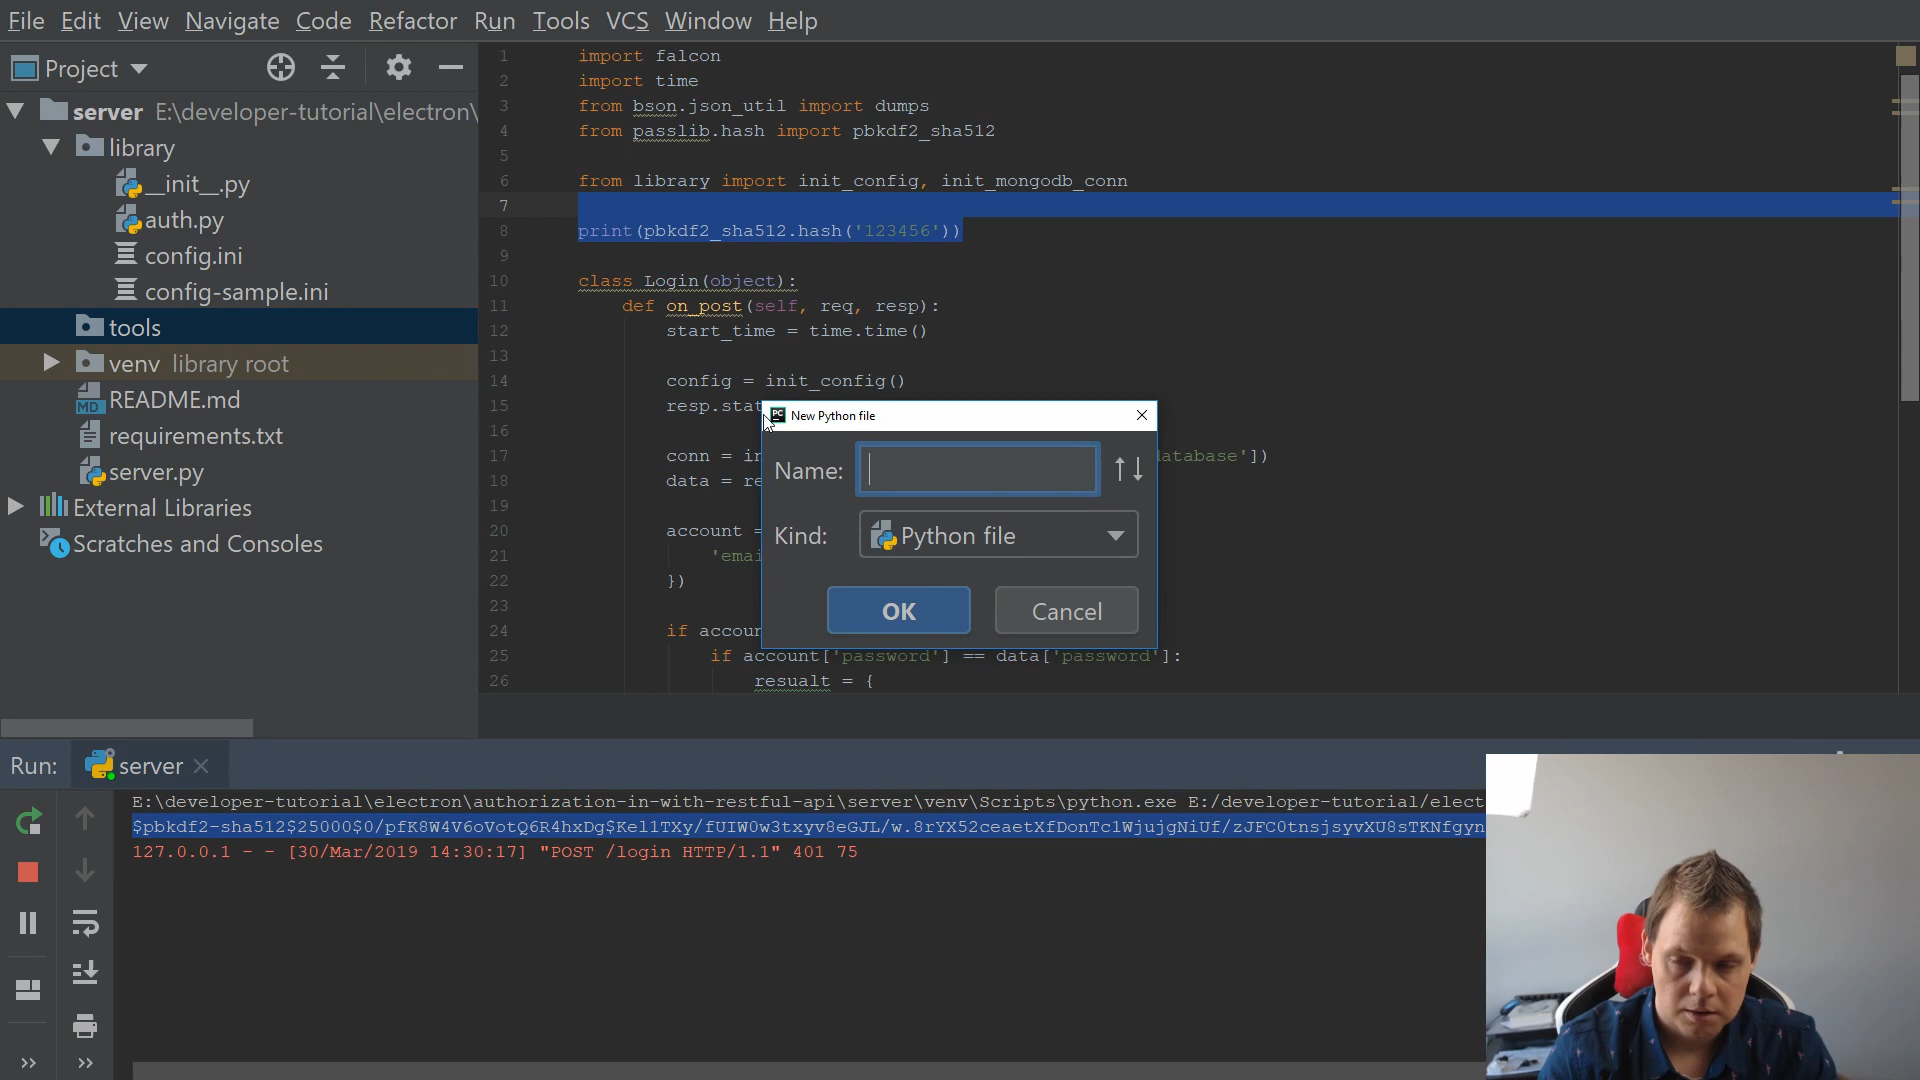 File Edit View Navigate Code Refactor Run Tools VCS Window Help
Project
server E:\developer-tutorial\electron\
library
__init__.py
auth.py
config.ini
config-sample.ini
tools
venv library root
README.md
requirements.txt
server.py
External Libraries
Scratches and Consoles
1 import falcon
2 import time
3 from bson.json_util import dumps
4 from passlib.hash import pbkdf2_sha512
5
6 from library import init_config, init_mongodb_conn
7
8 print(pbkdf2_sha512.hash('123456'))
9
10 class Login(object):
11 def on_post(self, req, resp):
12 start_time = time.time()
13
14 config = init_config()
15 resp.stat
16
17 conn = in atabase'])
18 data = re
19
20 account =
21 'emai
22 })
23
24 if accoun
25 if account['password'] == data['password']:
26 resualt = {
New Python file
Name:
Kind: Python file
OK Cancel
Run: server
E:\developer-tutorial\electron\authorization-in-with-restful-api\server\venv\Scripts\python.exe E:/developer-tutorial/elect
$pbkdf2-sha512$25000$0/pfK8W4V6oVotQ6R4hxDg$Kel1TXy/fUIW0w3txyv8eGJL/w.8rYX52ceaetXfDonTc1WjujgNiUf/zJFC0tnsjsyvXU8sTKNfgyn
127.0.0.1 - - [30/Mar/2019 14:30:17] "POST /login HTTP/1.1" 401 75